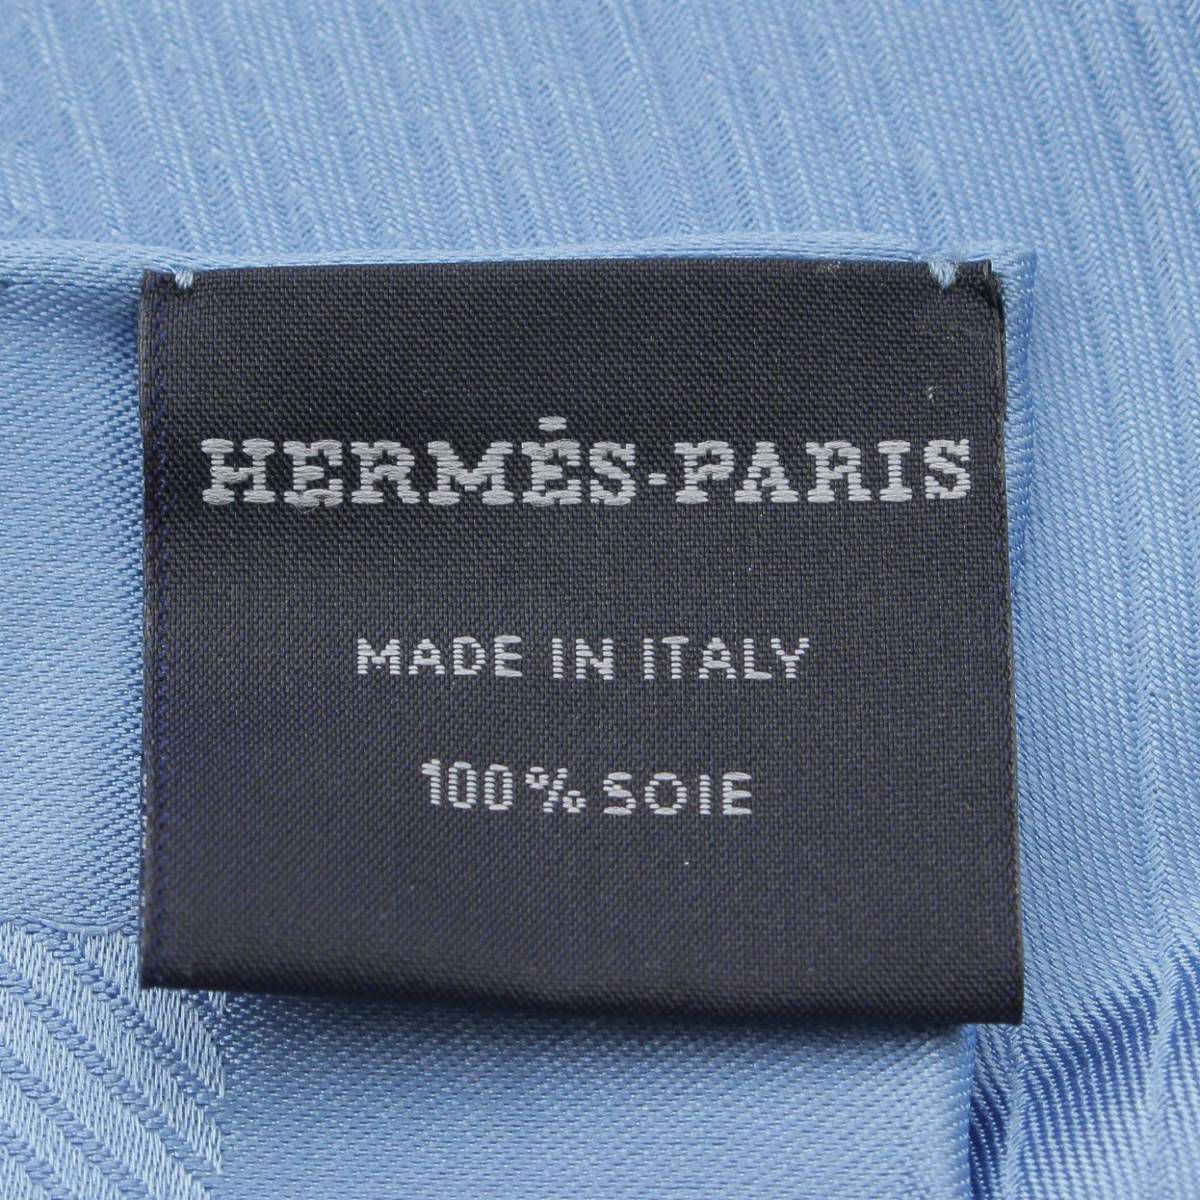 HERMÈS-PARIS
MADE IN ITALY
100% SOIE